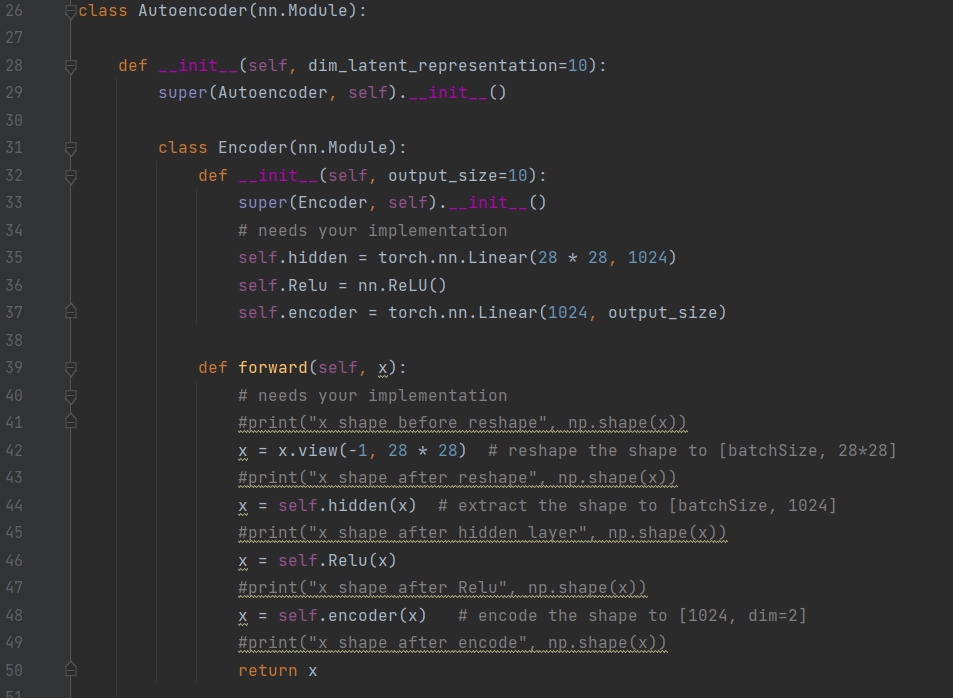 26 class Autoencoder(nn.Module):
27
28 def __init__(self, dim_latent_representation=10):
29 super(Autoencoder, self).__init__()
30
31 class Encoder(nn.Module):
32 def __init__(self, output_size=10):
33 super(Encoder, self).__init__()
34 # needs your implementation
35 self.hidden = torch.nn.Linear(28 * 28, 1024)
36 self.Relu = nn.ReLU()
37 self.encoder = torch.nn.Linear(1024, output_size)
38
39 def forward(self, x):
40 # needs your implementation
41 #print("x shape before reshape", np.shape(x))
42 x = x.view(-1, 28 * 28)  # reshape the shape to [batchSize, 28*28]
43 #print("x shape after reshape", np.shape(x))
44 x = self.hidden(x)  # extract the shape to [batchSize, 1024]
45 #print("x shape after hidden layer", np.shape(x))
46 x = self.Relu(x)
47 #print("x shape after Relu", np.shape(x))
48 x = self.encoder(x)   # encode the shape to [1024, dim=2]
49 #print("x shape after encode", np.shape(x))
50 return x
51